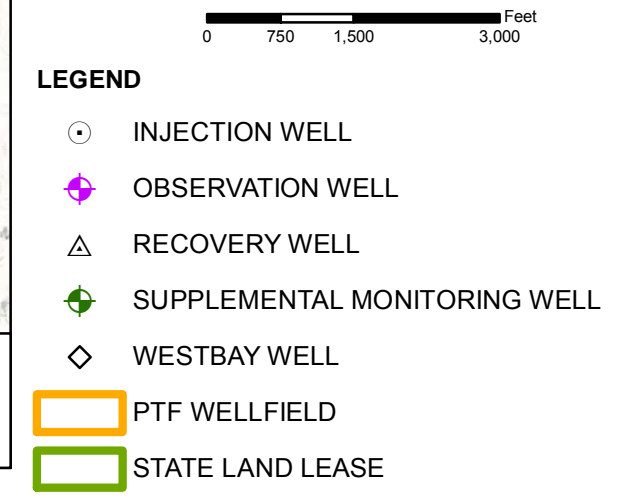 Feet
0 750 1,500 3,000
LEGEND
INJECTION WELL
OBSERVATION WELL
RECOVERY WELL
SUPPLEMENTAL MONITORING WELL
WESTBAY WELL
PTF WELLFIELD
STATE LAND LEASE